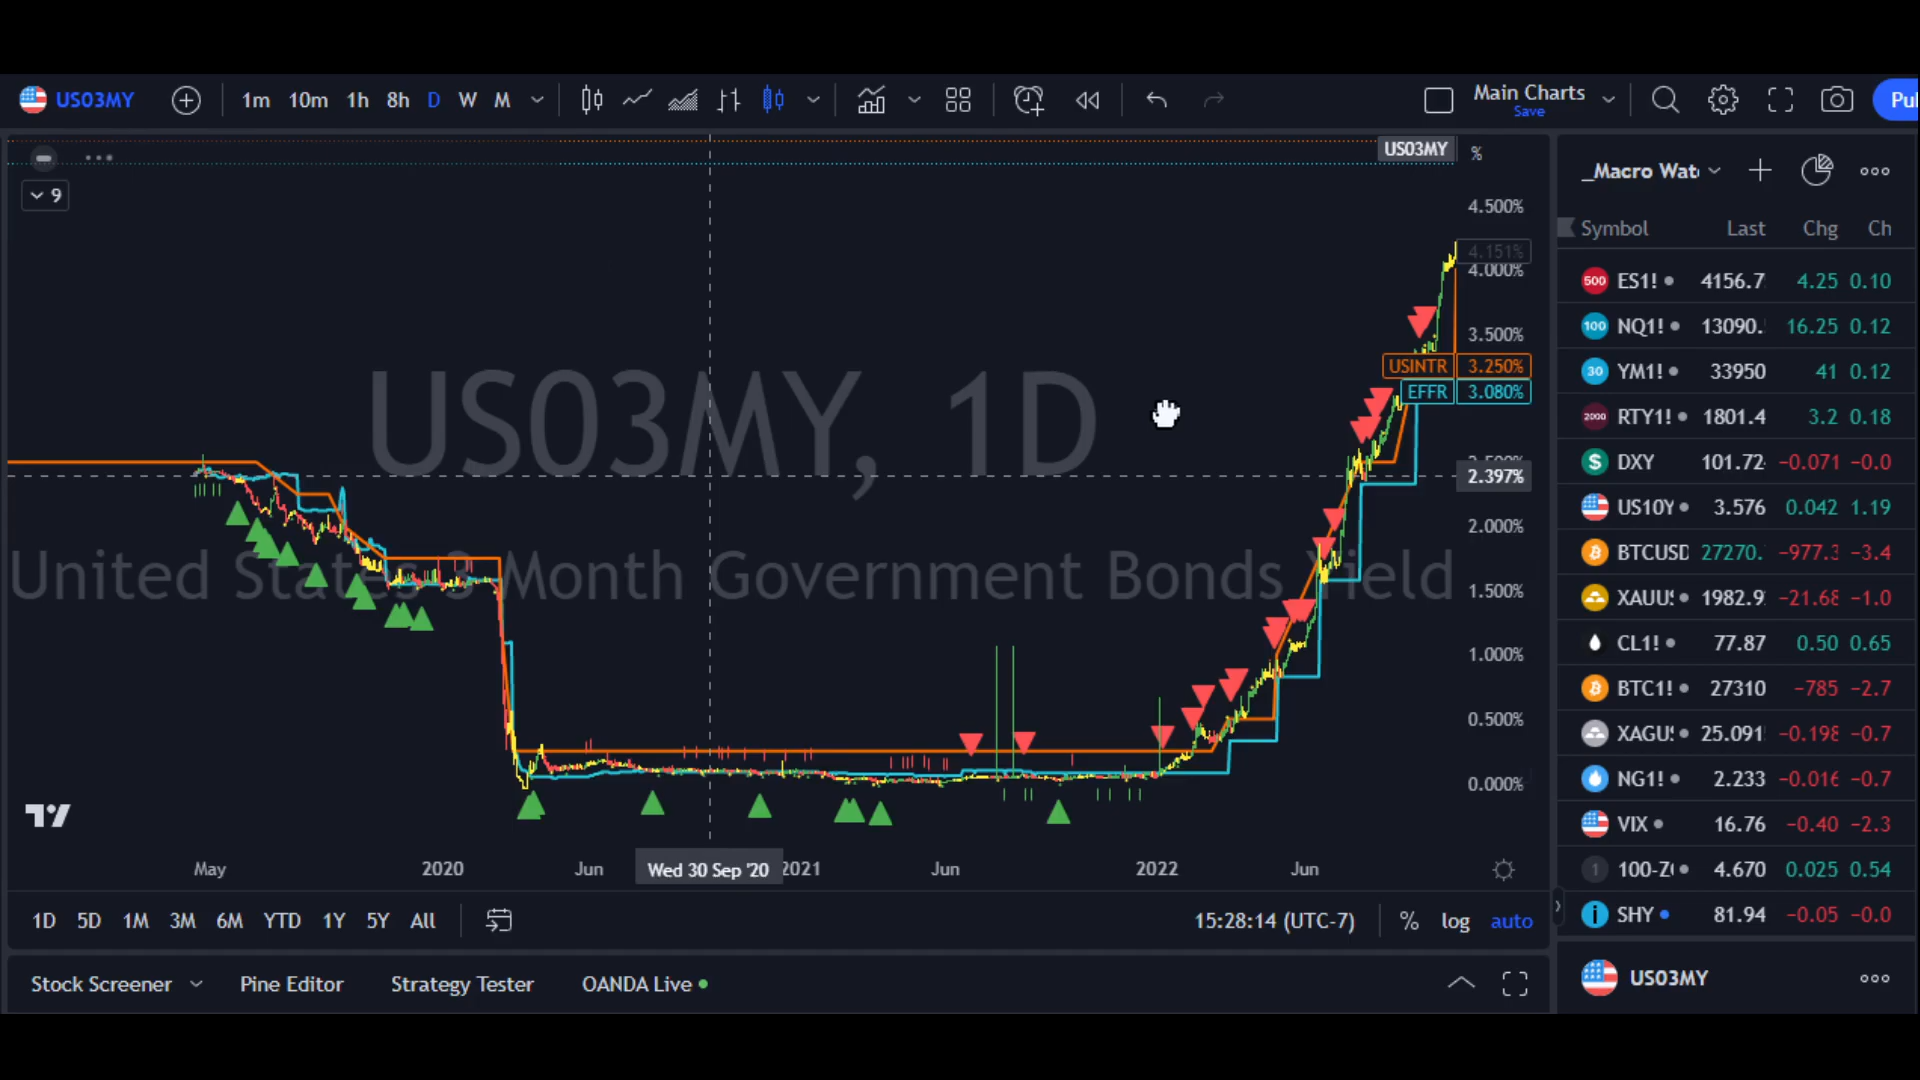 US03MY 1m 10m 1h 8h D W M Main Charts Save Pul
US03MY %
9
4.500%
4.151%
4.000%
3.500%
USINTR 3.250%
EFFR 3.080%
2.397%
2.000%
1.500%
1.000%
0.500%
0.000%
US03MY, 1D
United States 3 Month Government Bonds Yield
May 2020 Jun Wed 30 Sep '20 2021 Jun 2022 Jun
1D 5D 1M 3M 6M YTD 1Y 5Y All 15:28:14 (UTC-7) % log auto
Stock Screener Pine Editor Strategy Tester OANDA Live
_Macro Wat
Symbol Last Chg Ch
500 ES1! 4156.7 4.25 0.10
100 NQ1! 13090. 16.25 0.12
30 YM1! 33950 41 0.12
2000 RTY1! 1801.4 3.2 0.18
$ DXY 101.72 −0.071 −0.0
US10Y 3.576 0.042 1.19
BTCUSD 27270. −977.3 −3.4
XAUU 1982.9 −21.68 −1.0
CL1! 77.87 0.50 0.65
BTC1! 27310 −785 −2.7
XAGU 25.091 −0.198 −0.7
NG1! 2.233 −0.016 −0.7
VIX 16.76 −0.40 −2.3
1 100-Z 4.670 0.025 0.54
i SHY 81.94 −0.05 −0.0
US03MY